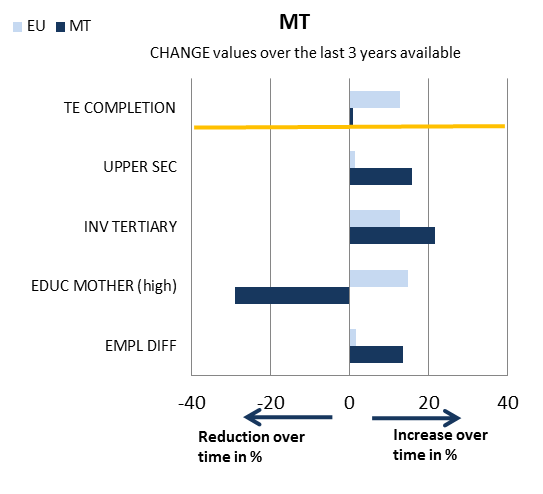 MT
EU MT
CHANGE values over the last 3 years available
TE COMPLETION
UPPER SEC
INV TERTIARY
EDUC MOTHER (high)
EMPL DIFF
-40 -20 0 20 40
Reduction over
time in %
Increase over
time in %